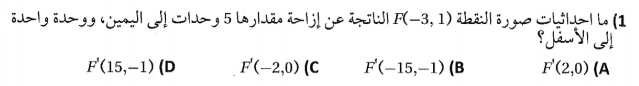 1) ما احداثيات صورة النقطة F(−3, 1) الناتجة عن إزاحة مقدارها 5 وحدات إلى اليمين، ووحدة واحدة
إلى الأسفل؟
A) F'(2,0) B) F'(−15,−1) C) F'(−2,0) D) F'(15,−1)